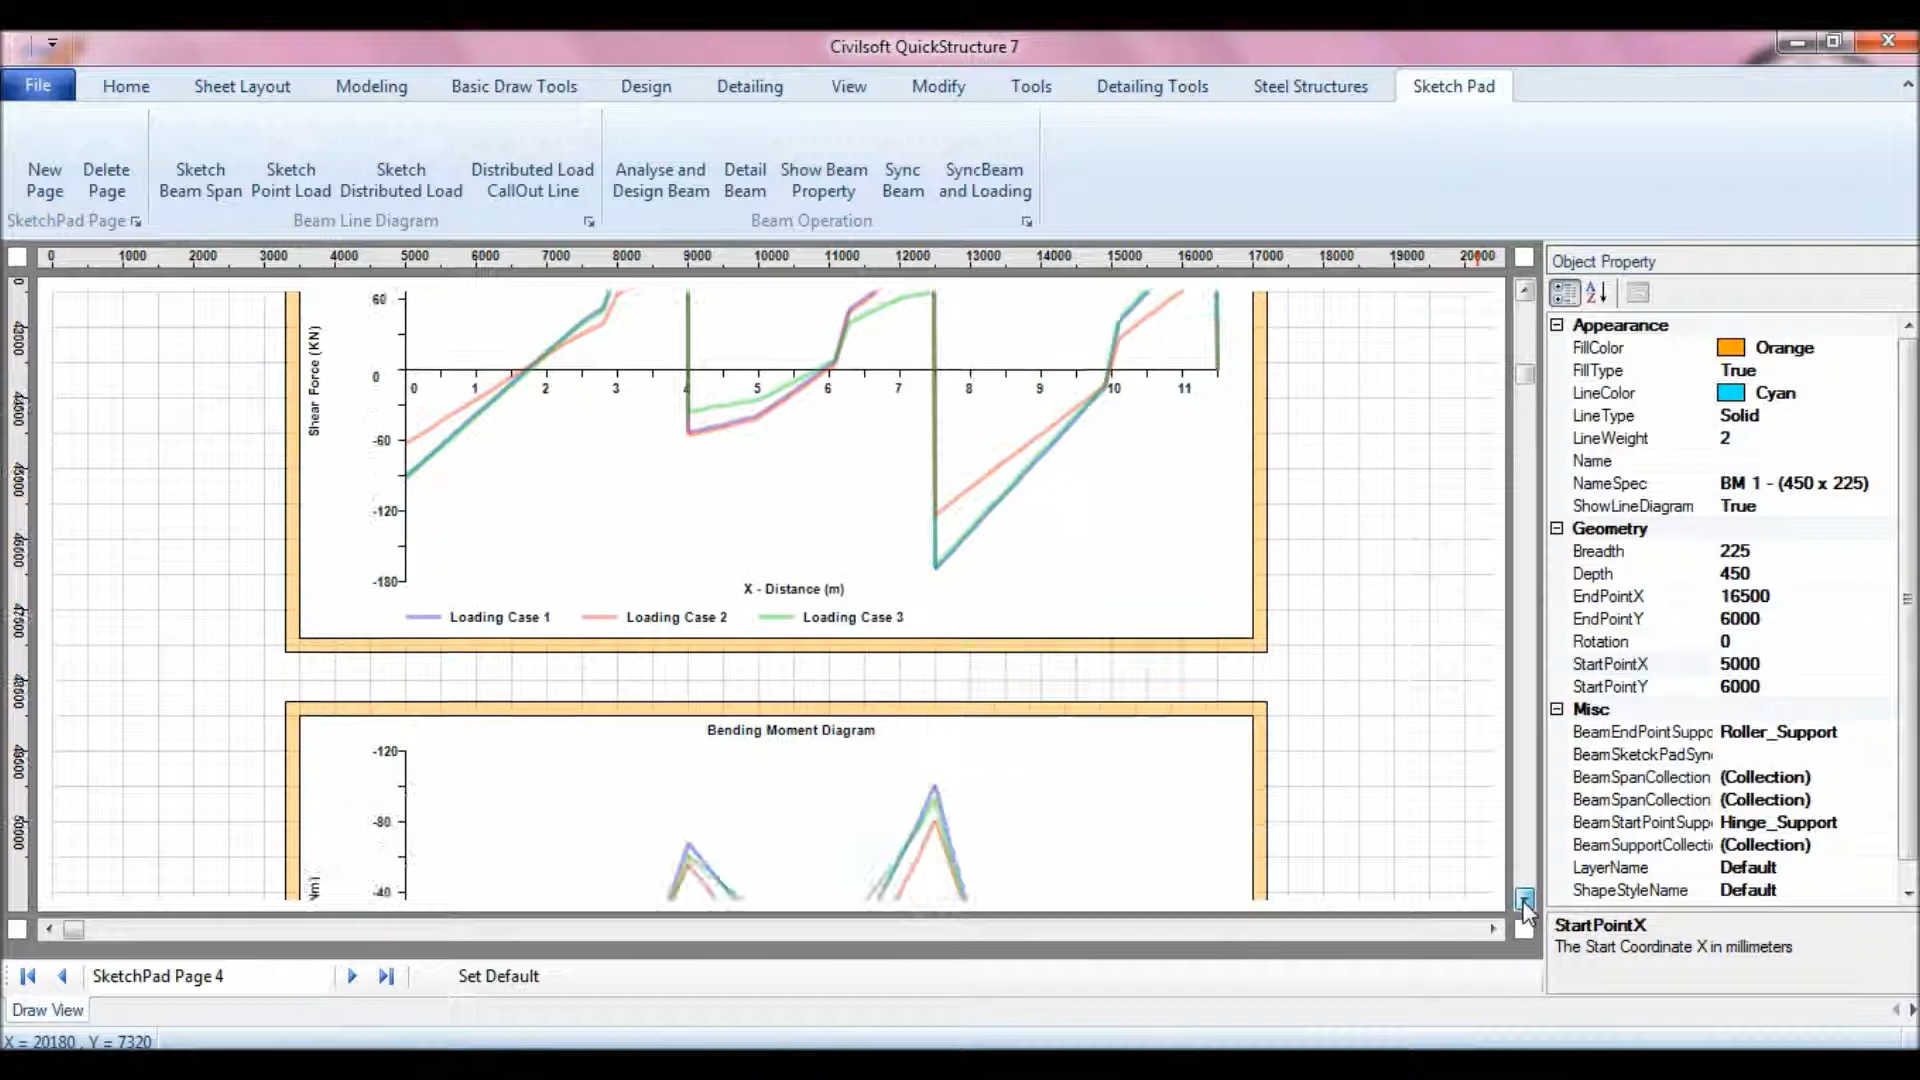 Civilsoft QuickStructure 7
File Home Sheet Layout Modeling Basic Draw Tools Design Detailing View Modify Tools Detailing Tools Steel Structures Sketch Pad
New Page Delete Page Sketch Beam Span Sketch Point Load Sketch Distributed Load Distributed Load CallOut Line Analyse and Design Beam Detail Beam Show Beam Property Sync Beam SyncBeam and Loading
SketchPad Page Beam Line Diagram Beam Operation
0 1000 2000 3000 4000 5000 6000 7000 8000 9000 10000 11000 12000 13000 14000 15000 16000 17000 18000 19000 20000
Object Property
Appearance
FillColor Orange
FillType True
LineColor Cyan
LineType Solid
LineWeight 2
Name
NameSpec BM 1 - (450 x 225)
ShowLineDiagram True
Geometry
Breadth 225
Depth 450
EndPointX 16500
EndPointY 6000
Rotation 0
StartPointX 5000
StartPointY 6000
Misc
BeamEndPointSuppo Roller_Support
BeamSketckPadSyn
BeamSpanCollection (Collection)
BeamSpanCollection (Collection)
BeamStartPointSupp Hinge_Support
BeamSupportCollecti (Collection)
LayerName Default
ShapeStyleName Default
StartPointX
The Start Coordinate X in millimeters
60
Shear Force (KN)
0
0 1 2 3 4 5 6 7 8 9 10 11
-60
-120
-180
X - Distance (m)
Loading Case 1 Loading Case 2 Loading Case 3
Bending Moment Diagram
-120
-80
-40
SketchPad Page 4 Set Default
Draw View
X = 20180 , Y = 7320